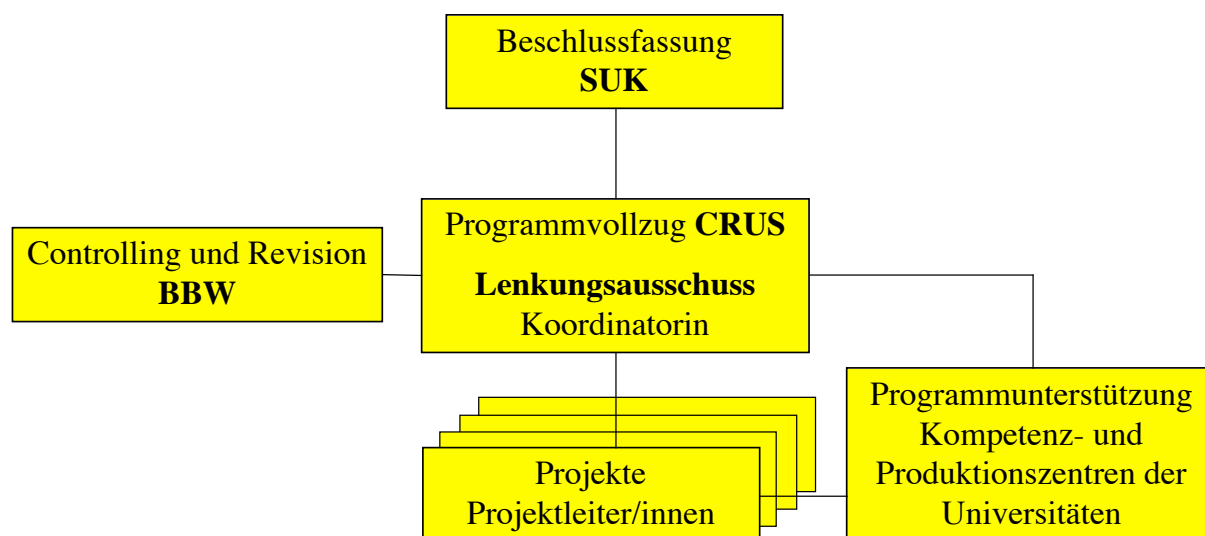 Beschlussfassung
SUK
Programmvollzug CRUS
Lenkungsausschuss
Koordinatorin
Controlling und Revision
BBW
Projekte
Projektleiter/innen
Programmunterstützung
Kompetenz- und
Produktionszentren der
Universitäten